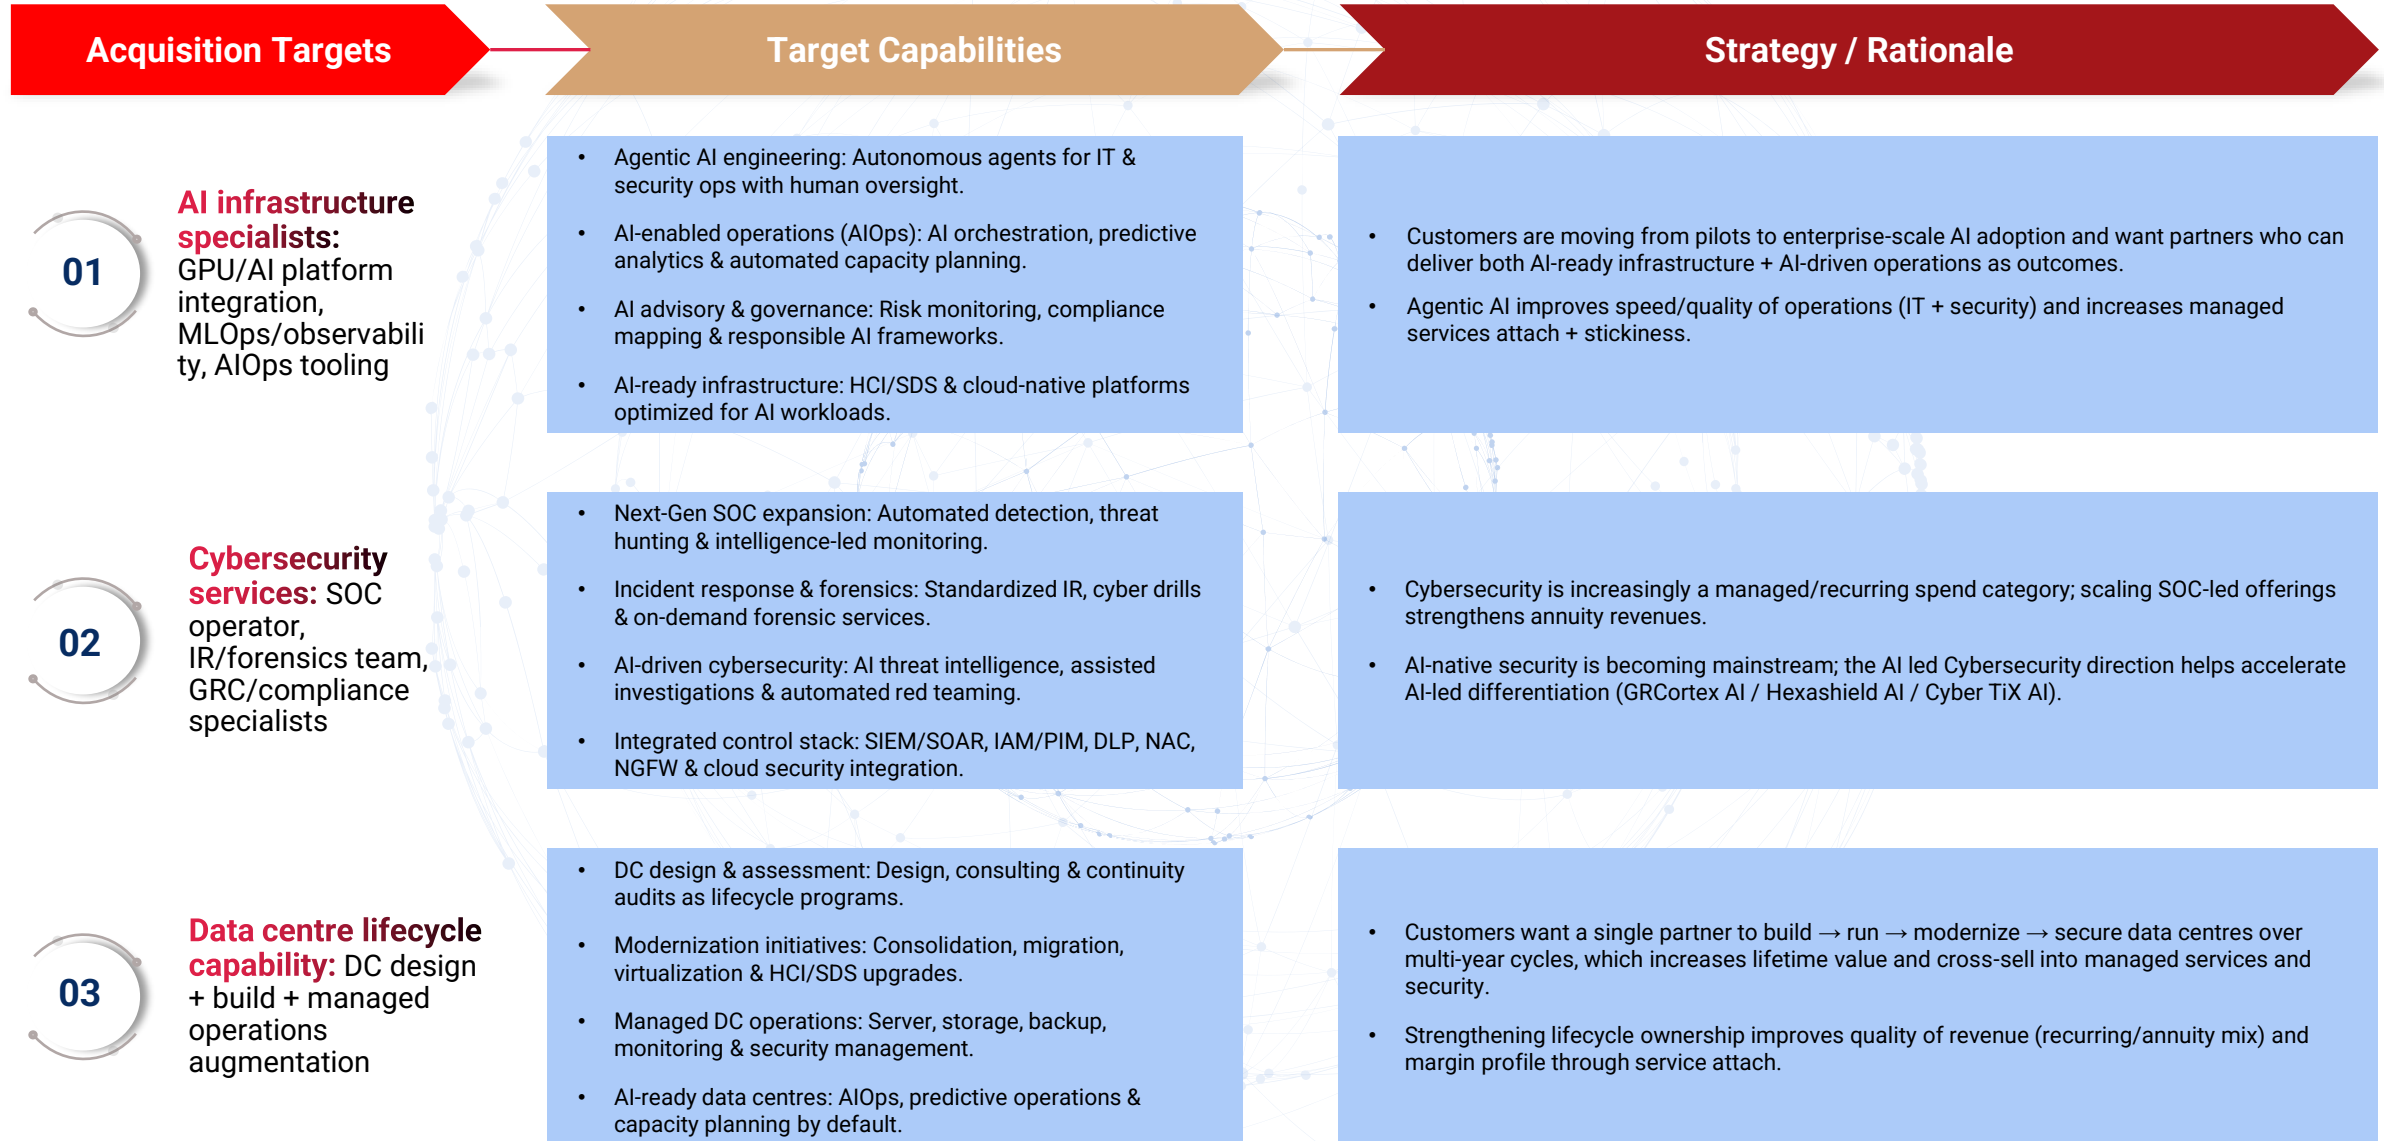 Acquisition Targets
Target Capabilities
Strategy / Rationale
01
AI infrastructure
specialists:
GPU/AI platform
integration,
MLOps/observabili
ty, AIOps tooling
• Agentic AI engineering: Autonomous agents for IT &
security ops with human oversight.
• AI-enabled operations (AIOps): AI orchestration, predictive
analytics & automated capacity planning.
• AI advisory & governance: Risk monitoring, compliance
mapping & responsible AI frameworks.
• AI-ready infrastructure: HCI/SDS & cloud-native platforms
optimized for AI workloads.
• Customers are moving from pilots to enterprise-scale AI adoption and want partners who can
deliver both AI-ready infrastructure + AI-driven operations as outcomes.
• Agentic AI improves speed/quality of operations (IT + security) and increases managed
services attach + stickiness.
02
Cybersecurity
services: SOC
operator,
IR/forensics team,
GRC/compliance
specialists
• Next-Gen SOC expansion: Automated detection, threat
hunting & intelligence-led monitoring.
• Incident response & forensics: Standardized IR, cyber drills
& on-demand forensic services.
• AI-driven cybersecurity: AI threat intelligence, assisted
investigations & automated red teaming.
• Integrated control stack: SIEM/SOAR, IAM/PIM, DLP, NAC,
NGFW & cloud security integration.
• Cybersecurity is increasingly a managed/recurring spend category; scaling SOC-led offerings
strengthens annuity revenues.
• AI-native security is becoming mainstream; the AI led Cybersecurity direction helps accelerate
AI-led differentiation (GRCortex AI / Hexashield AI / Cyber TiX AI).
03
Data centre lifecycle
capability: DC design
+ build + managed
operations
augmentation
• DC design & assessment: Design, consulting & continuity
audits as lifecycle programs.
• Modernization initiatives: Consolidation, migration,
virtualization & HCI/SDS upgrades.
• Managed DC operations: Server, storage, backup,
monitoring & security management.
• AI-ready data centres: AIOps, predictive operations &
capacity planning by default.
• Customers want a single partner to build → run → modernize → secure data centres over
multi-year cycles, which increases lifetime value and cross-sell into managed services and
security.
• Strengthening lifecycle ownership improves quality of revenue (recurring/annuity mix) and
margin profile through service attach.